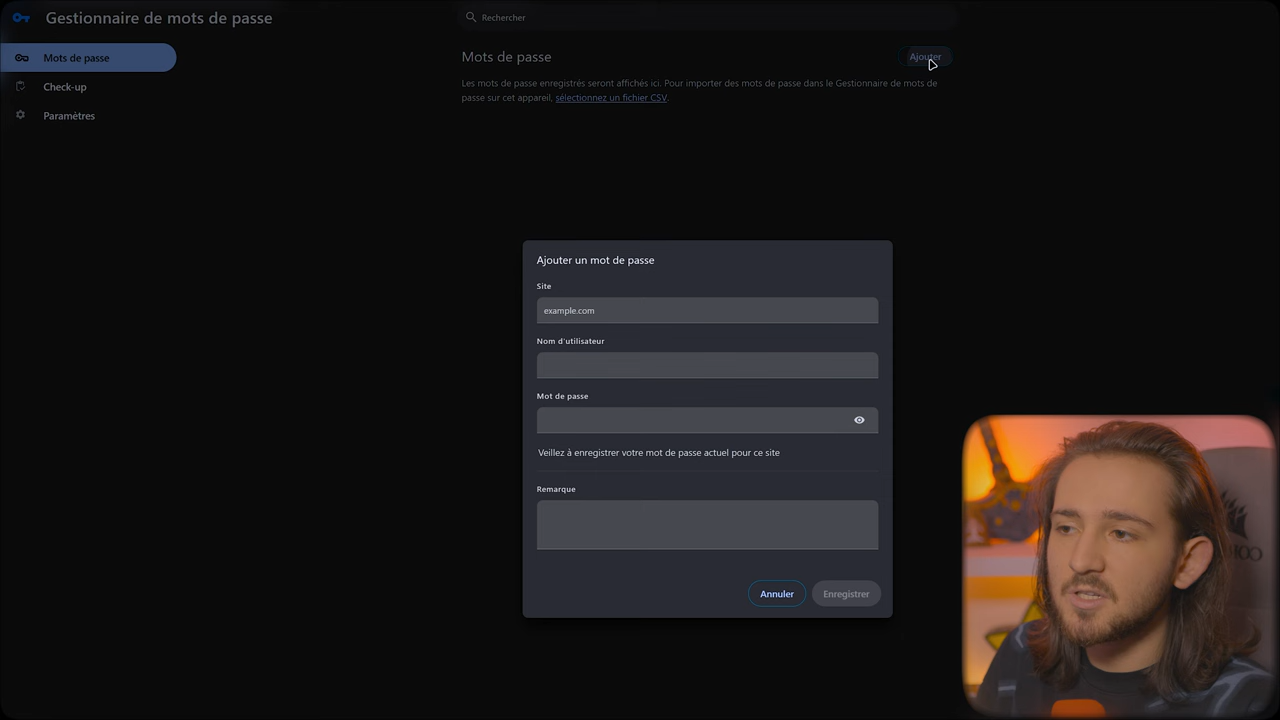 Gestionnaire de mots de passe
Rechercher
Mots de passe
Check-up
Paramètres
Mots de passe
Ajouter
Les mots de passe enregistrés seront affichés ici. Pour importer des mots de passe dans le Gestionnaire de mots de
passe sur cet appareil, sélectionnez un fichier CSV.
Ajouter un mot de passe
Site
example.com
Nom d'utilisateur
Mot de passe
Veillez à enregistrer votre mot de passe actuel pour ce site
Remarque
Annuler
Enregistrer